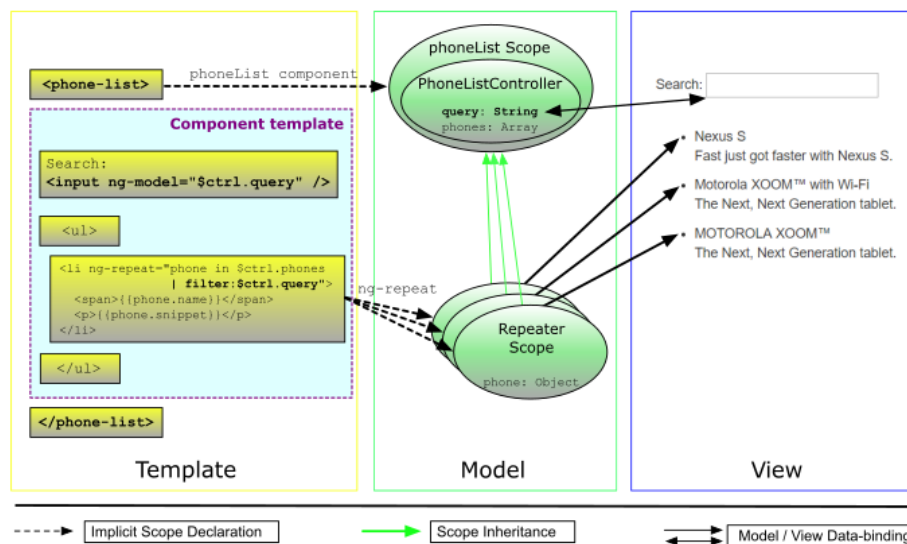 <phone-list>
Component template
Search:
<input ng-model="$ctrl.query" />
<ul>
<li ng-repeat="phone in $ctrl.phones
| filter:$ctrl.query">
<span>{{phone.name}}</span>
<p>{{phone.snippet}}</p>
</li>
</ul>
</phone-list>
Template
phoneList component
ng-repeat
phoneList Scope
PhoneListController
query: String
phones: Array
Repeater
Scope
phone: Object
Model
Search:
• Nexus S
Fast just got faster with Nexus S.
• Motorola XOOM™ with Wi-Fi
The Next, Next Generation tablet.
• MOTOROLA XOOM™
The Next, Next Generation tablet.
View
Implicit Scope Declaration
Scope Inheritance
Model / View Data-binding